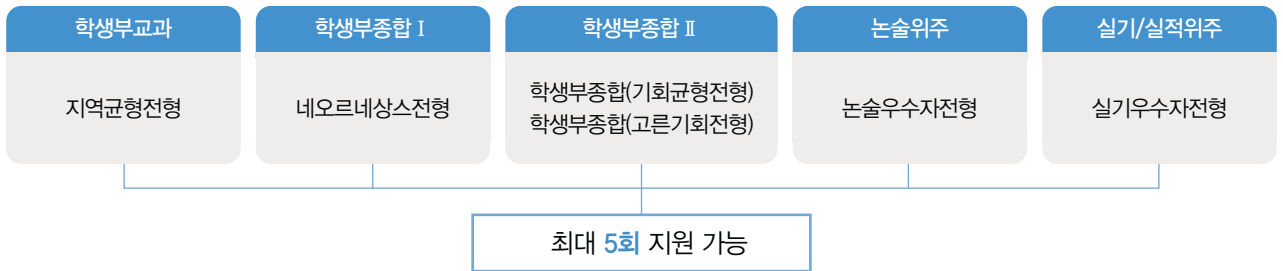 학생부교과
지역균형전형
학생부종합 Ⅰ
네오르네상스전형
학생부종합 Ⅱ
학생부종합(기회균형전형)
학생부종합(고른기회전형)
논술위주
논술우수자전형
실기/실적위주
실기우수자전형
최대 5회 지원 가능